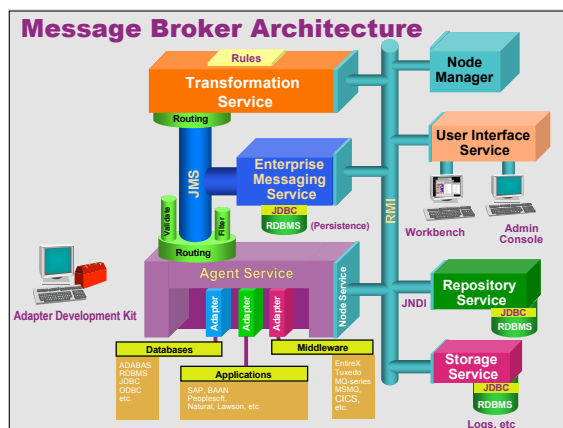 Message Broker Architecture
Rules
Transformation
Service
Routing
Node
Manager
User Interface
Service
JMS
Enterprise
Messaging
Service
JDBC
RDBMS
(Persistence)
RMI
Workbench
Admin
Console
Validate
Filter
Routing
Agent Service
Node Service
Adapter
Adapter
Adapter
Adapter Development Kit
JNDI
Repository
Service
JDBC
RDBMS
Databases
ADABAS
RDBMS
JDBC
ODBC
etc.
Applications
SAP, BAAN
Peoplesoft,
Natural, Lawson, etc
Middleware
EntireX
Tuxedo
MQ-series
MSMQ,
CICS,
etc.
Storage
Service
JDBC
RDBMS
Logs, etc